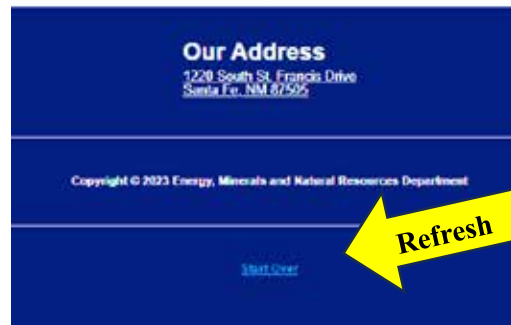 Our Address
1220 South St. Francis Drive
Santa Fe, NM 87505
Copyright © 2023 Energy, Minerals and Natural Resources Department
Refresh
Start Over